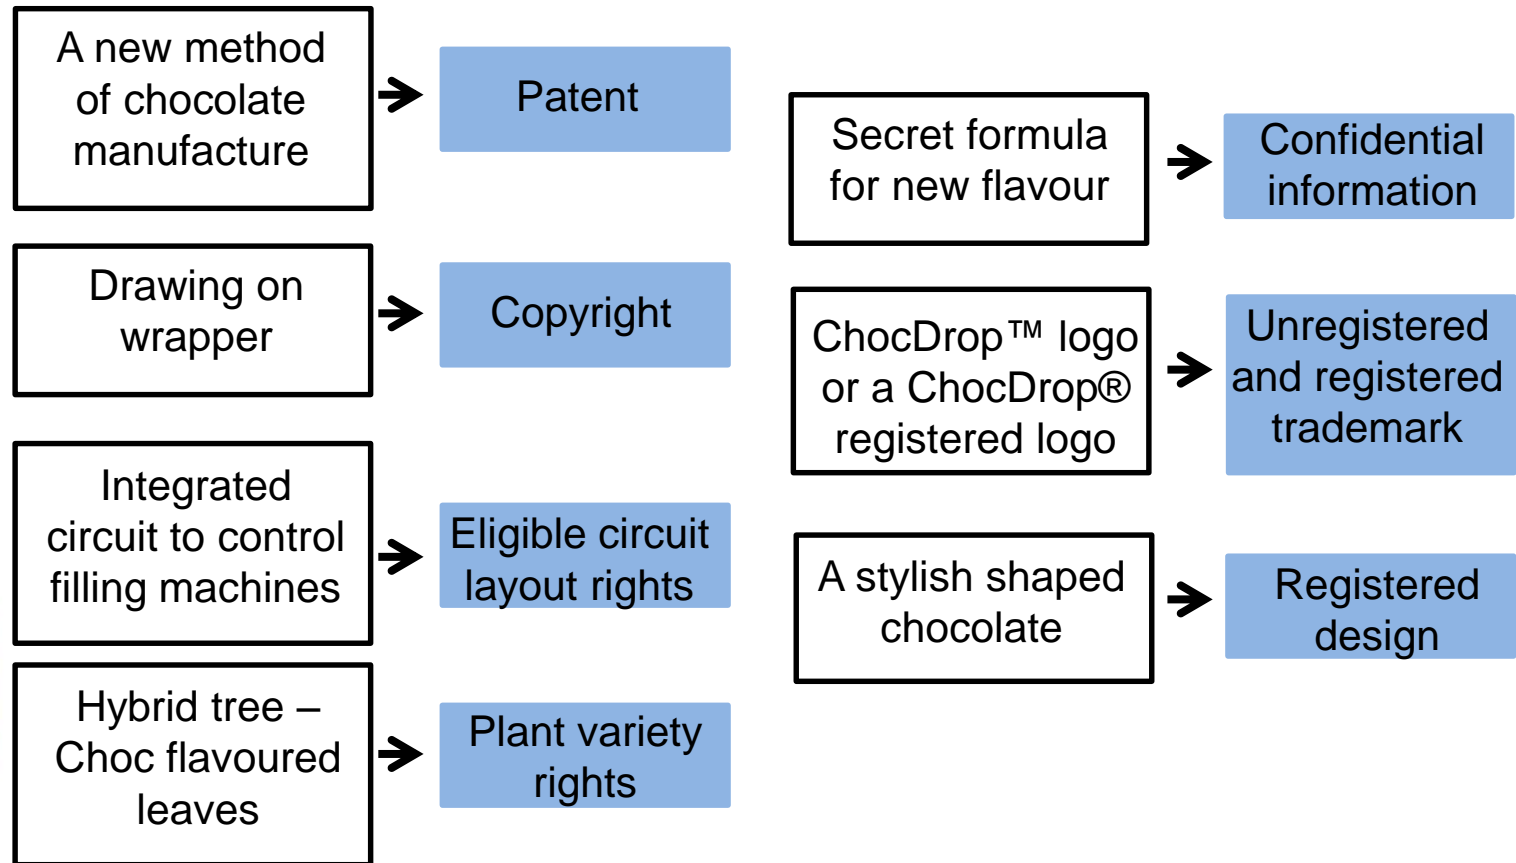 A new method
of chocolate
manufacture
Patent
Drawing on
wrapper
Copyright
Integrated
circuit to control
filling machines
Eligible circuit
layout rights
Hybrid tree –
Choc flavoured
leaves
Plant variety
rights
Secret formula
for new flavour
Confidential
information
ChocDrop™ logo
or a ChocDrop®
registered logo
Unregistered
and registered
trademark
A stylish shaped
chocolate
Registered
design